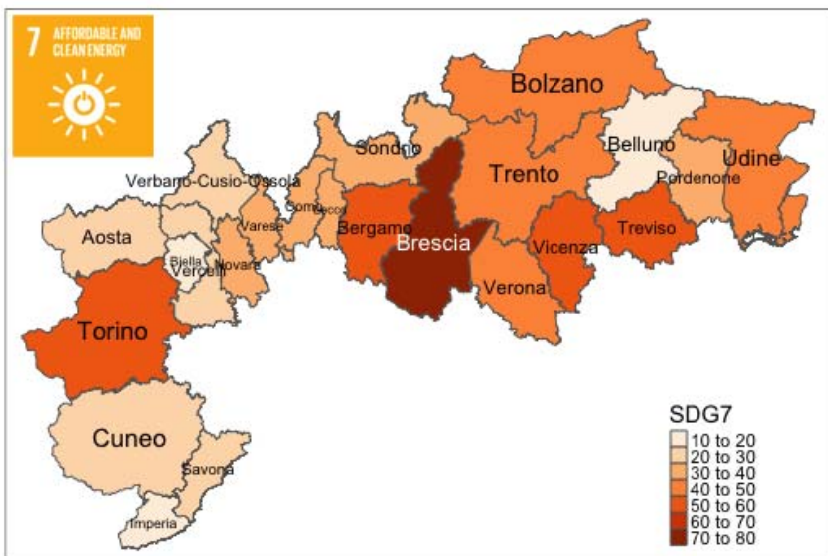 7 AFFORDABLE AND
CLEAN ENERGY
Bolzano
Belluno
Udine
Sondrio
Trento
Pordenone
Verbano-Cusio-Ossola
Como
Lecco
Varese
Bergamo
Treviso
Aosta
Brescia
Vicenza
Biella
Novara
Vercelli
Verona
Torino
Cuneo
Savona
Imperia
SDG7
10 to 20
20 to 30
30 to 40
40 to 50
50 to 60
60 to 70
70 to 80